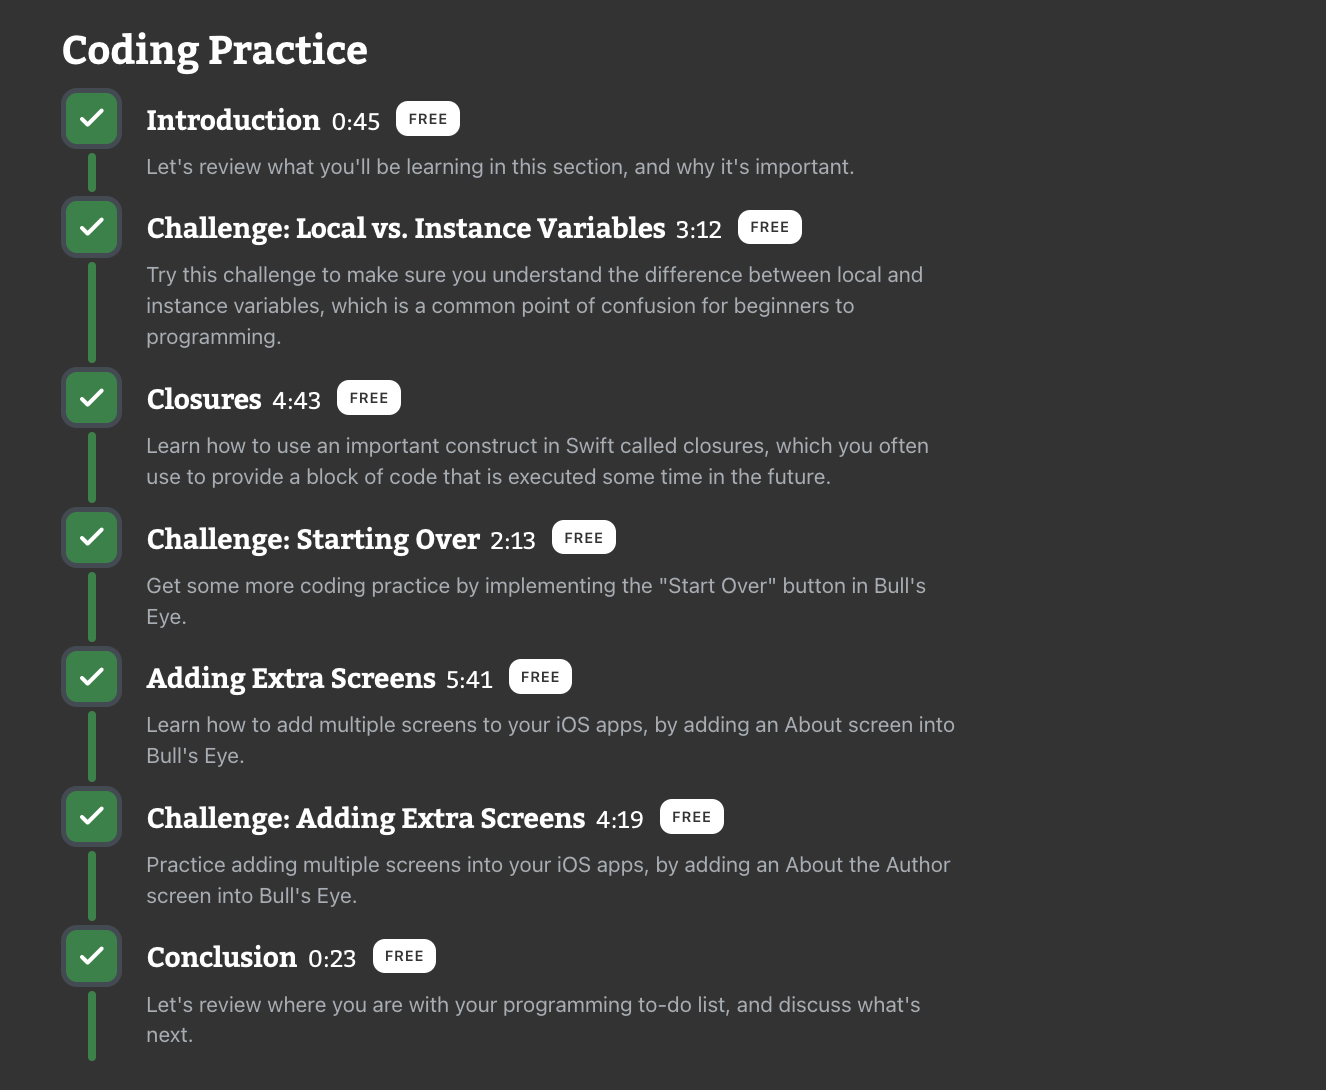 Coding Practice
Introduction 0:45 FREE
Let's review what you'll be learning in this section, and why it's important.
Challenge: Local vs. Instance Variables 3:12 FREE
Try this challenge to make sure you understand the difference between local and
instance variables, which is a common point of confusion for beginners to
programming.
Closures 4:43 FREE
Learn how to use an important construct in Swift called closures, which you often
use to provide a block of code that is executed some time in the future.
Challenge: Starting Over 2:13 FREE
Get some more coding practice by implementing the "Start Over" button in Bull's
Eye.
Adding Extra Screens 5:41 FREE
Learn how to add multiple screens to your iOS apps, by adding an About screen into
Bull's Eye.
Challenge: Adding Extra Screens 4:19 FREE
Practice adding multiple screens into your iOS apps, by adding an About the Author
screen into Bull's Eye.
Conclusion 0:23 FREE
Let's review where you are with your programming to-do list, and discuss what's
next.